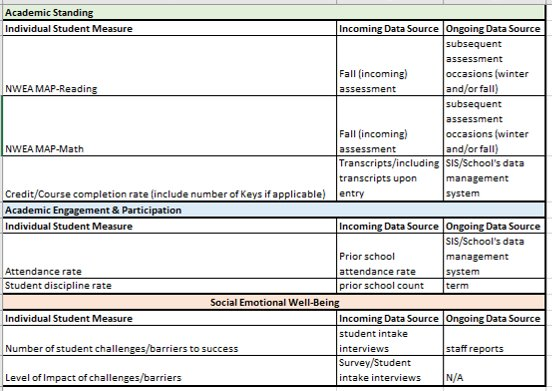 Academic Standing
Individual Student Measure Incoming Data Source Ongoing Data Source
NWEA MAP-Reading Fall (incoming) assessment subsequent assessment occasions (winter and/or fall)
NWEA MAP-Math Fall (incoming) assessment subsequent assessment occasions (winter and/or fall)
Credit/Course completion rate (include number of Keys if applicable) Transcripts/including transcripts upon entry SIS/School's data management system
Academic Engagement & Participation
Individual Student Measure Incoming Data Source Ongoing Data Source
Attendance rate Prior school attendance rate SIS/School's data management system
Student discipline rate prior school count term
Social Emotional Well-Being
Individual Student Measure Incoming Data Source Ongoing Data Source
Number of student challenges/barriers to success student intake interviews staff reports
Level of Impact of challenges/barriers Survey/Student intake interviews N/A